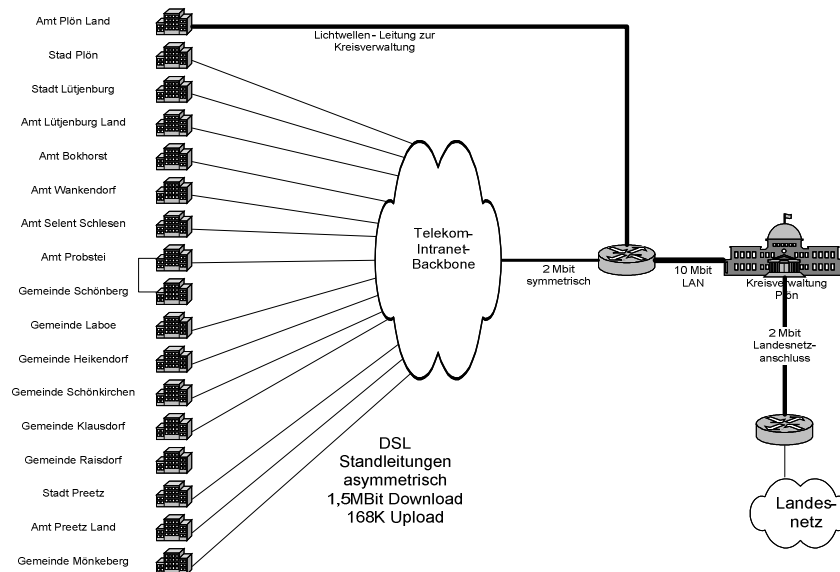 Amt Plön Land
Stad Plön
Stadt Lütjenburg
Amt Lütjenburg Land
Amt Bokhorst
Amt Wankendorf
Amt Selent Schlesen
Amt Probstei
Gemeinde Schönberg
Gemeinde Laboe
Gemeinde Heikendorf
Gemeinde Schönkirchen
Gemeinde Klausdorf
Gemeinde Raisdorf
Stadt Preetz
Amt Preetz Land
Gemeinde Mönkeberg
Lichtwellen - Leitung zur
Kreisverwaltung
Telekom-
Intranet-
Backbone
2 Mbit
symmetrisch
10 Mbit
LAN
Kreisverwaltung
Plön
2 Mbit
Landesnetz-
anschluss
DSL
Standleitungen
asymmetrisch
1,5MBit Download
168K Upload
Landes-
netz